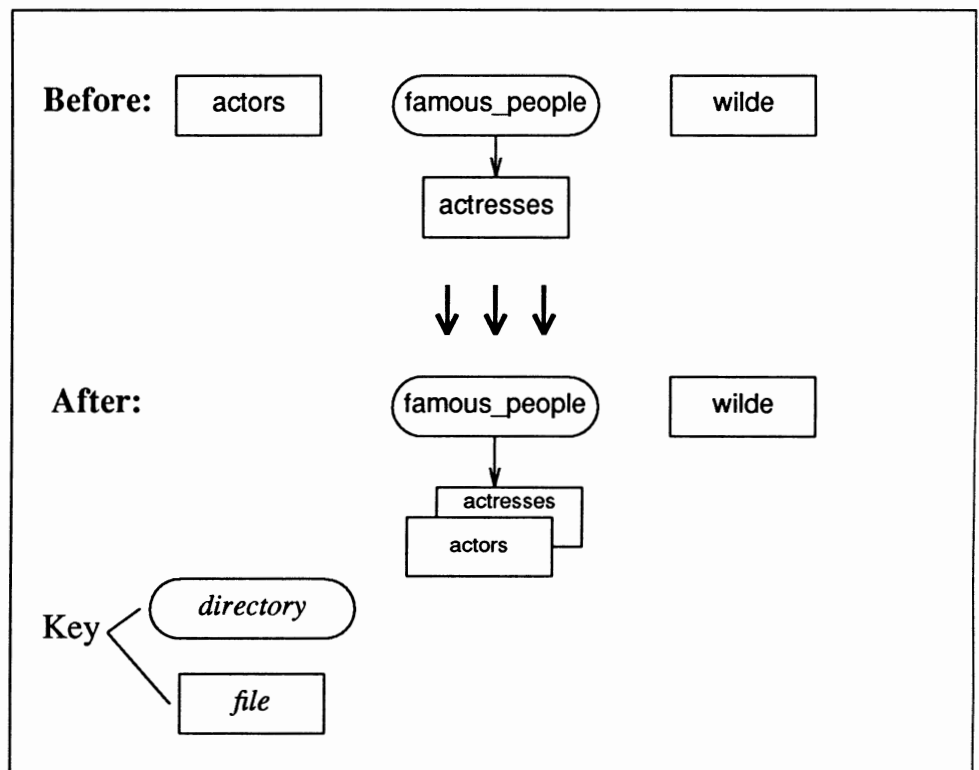 Before: actors famous_people wilde
actresses
After: famous_people wilde
actresses
actors
directory
Key
file